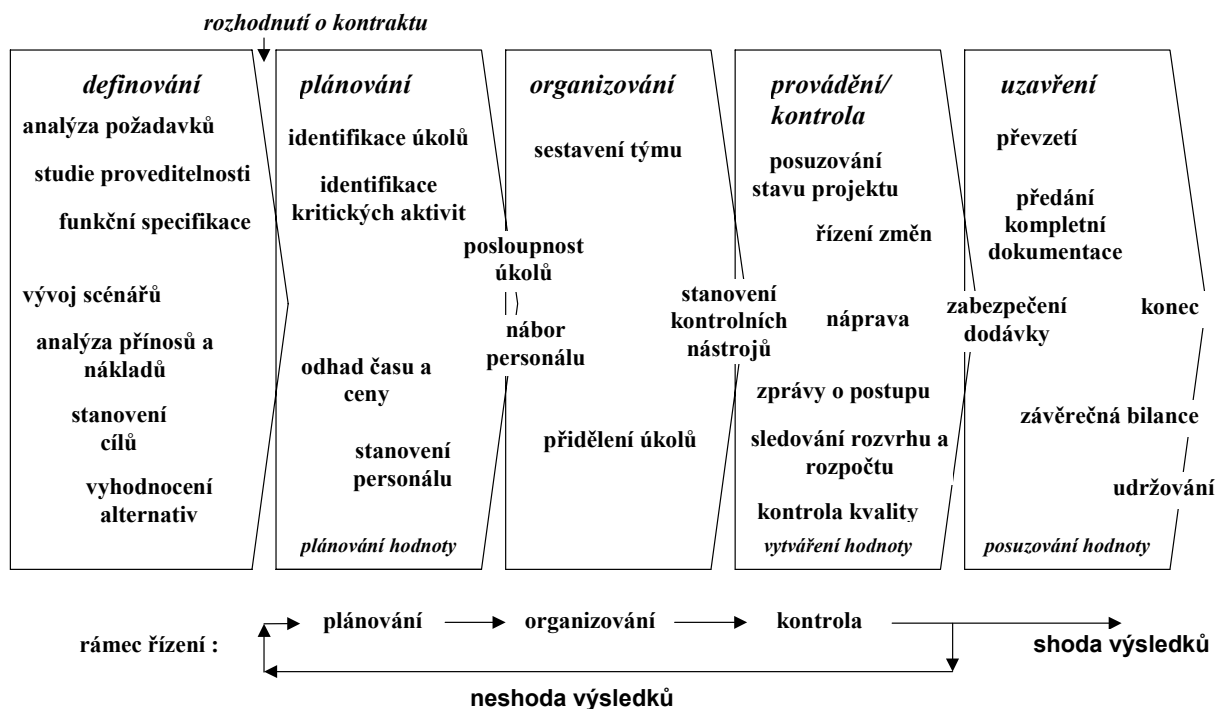 rozhodnutí o kontraktu
definování
analýza požadavků
studie proveditelnosti
funkční specifikace
vývoj scénářů
analýza přínosů a
nákladů
stanovení
cílů
vyhodnocení
alternativ
plánování
identifikace úkolů
identifikace
kritických aktivit
posloupnost
úkolů
nábor
personálu
odhad času a
ceny
stanovení
personálu
plánování hodnoty
organizování
sestavení týmu
stanovení
kontrolních
nástrojů
přidělení úkolů
provádění/
kontrola
posuzování
stavu projektu
řízení změn
náprava
zprávy o postupu
sledování rozvrhu a
rozpočtu
kontrola kvality
vytváření hodnoty
uzavření
převzetí
předání
kompletní
dokumentace
zabezpečení
dodávky
konec
závěrečná bilance
udržování
posuzování hodnoty
rámec řízení :
plánování
organizování
kontrola
shoda výsledků
neshoda výsledků